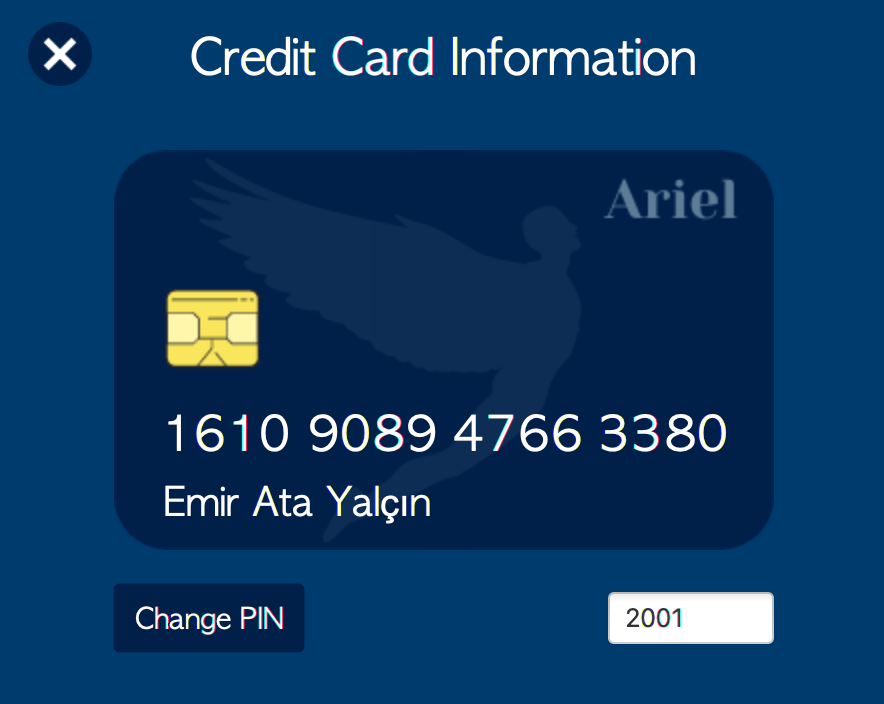 Credit Card Information
Ariel
1610 9089 4766 3380
Emir Ata Yalçın
Change PIN
2001